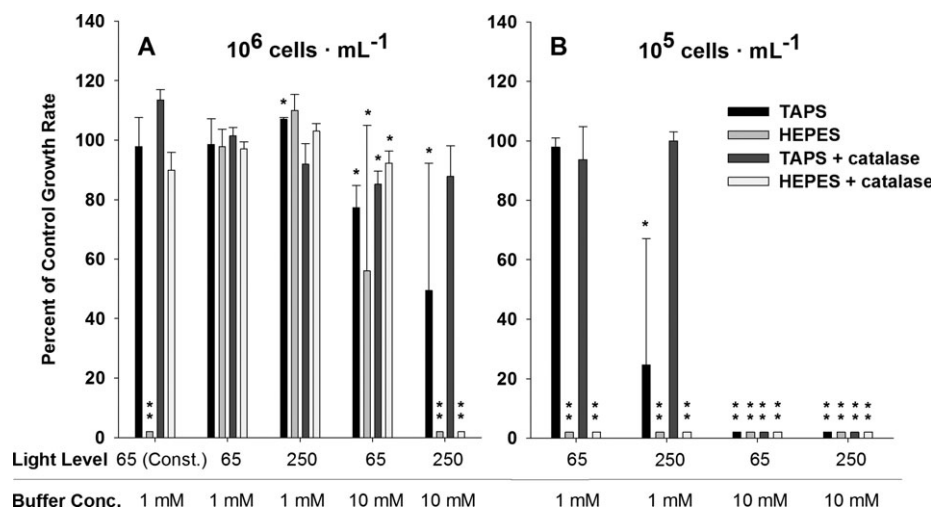 A
10⁶ cells · mL⁻¹
B
10⁵ cells · mL⁻¹
Percent of Control Growth Rate
140
120
100
80
60
40
20
0
140
120
100
80
60
40
20
0
TAPS
HEPES
TAPS + catalase
HEPES + catalase
* * * * * *
** ** **
*
** ** ** ** ** ** ** ** ** ** ** **
Light Level 65 (Const.) 65 250 65 250 65 250 65 250
Buffer Conc. 1 mM 1 mM 1 mM 10 mM 10 mM 1 mM 1 mM 10 mM 10 mM